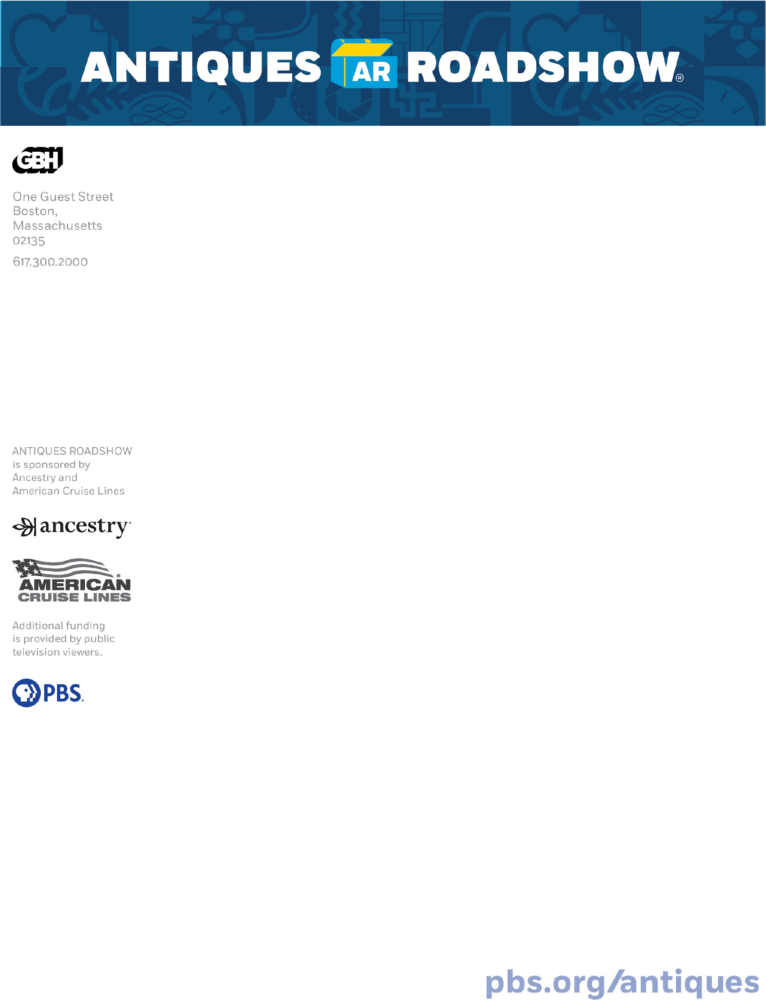 ANTIQUES AR ROADSHOW®
GBH
One Guest Street
Boston,
Massachusetts
02135
617.300.2000
ANTIQUES ROADSHOW
is sponsored by
Ancestry and
American Cruise Lines
ancestry
AMERICAN®
CRUISE LINES
Additional funding
is provided by public
television viewers.
PBS®
pbs.org/antiques